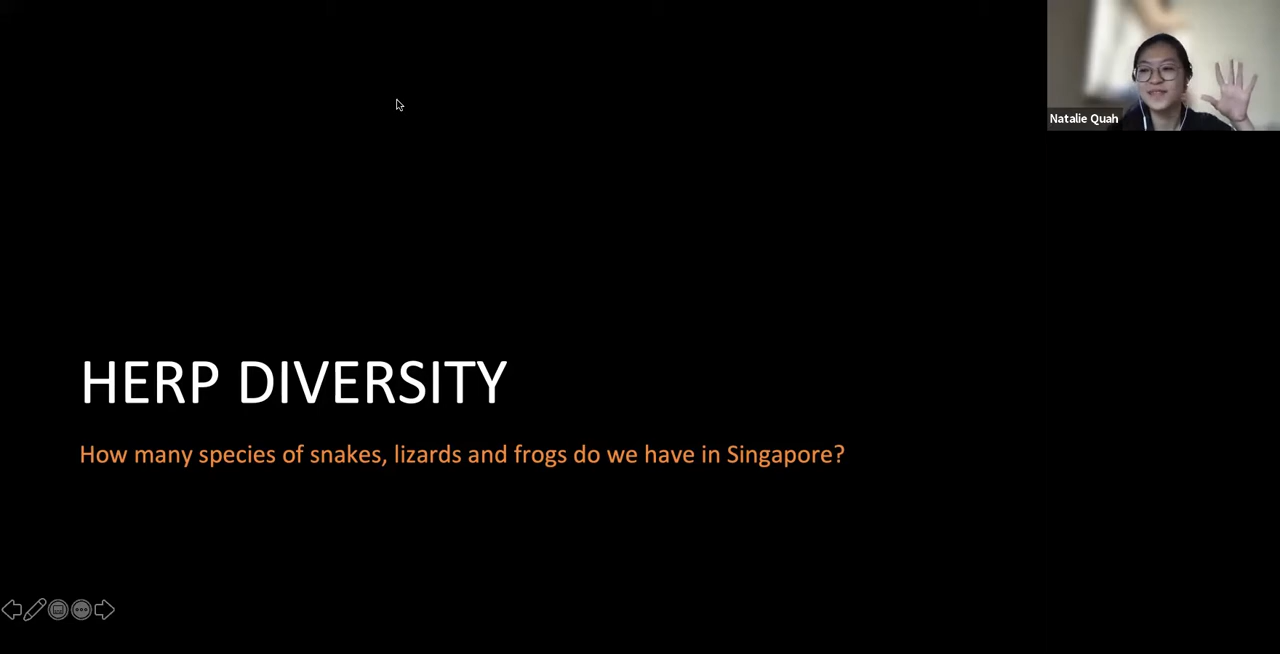 Natalie Quah
HERP DIVERSITY
How many species of snakes, lizards and frogs do we have in Singapore?